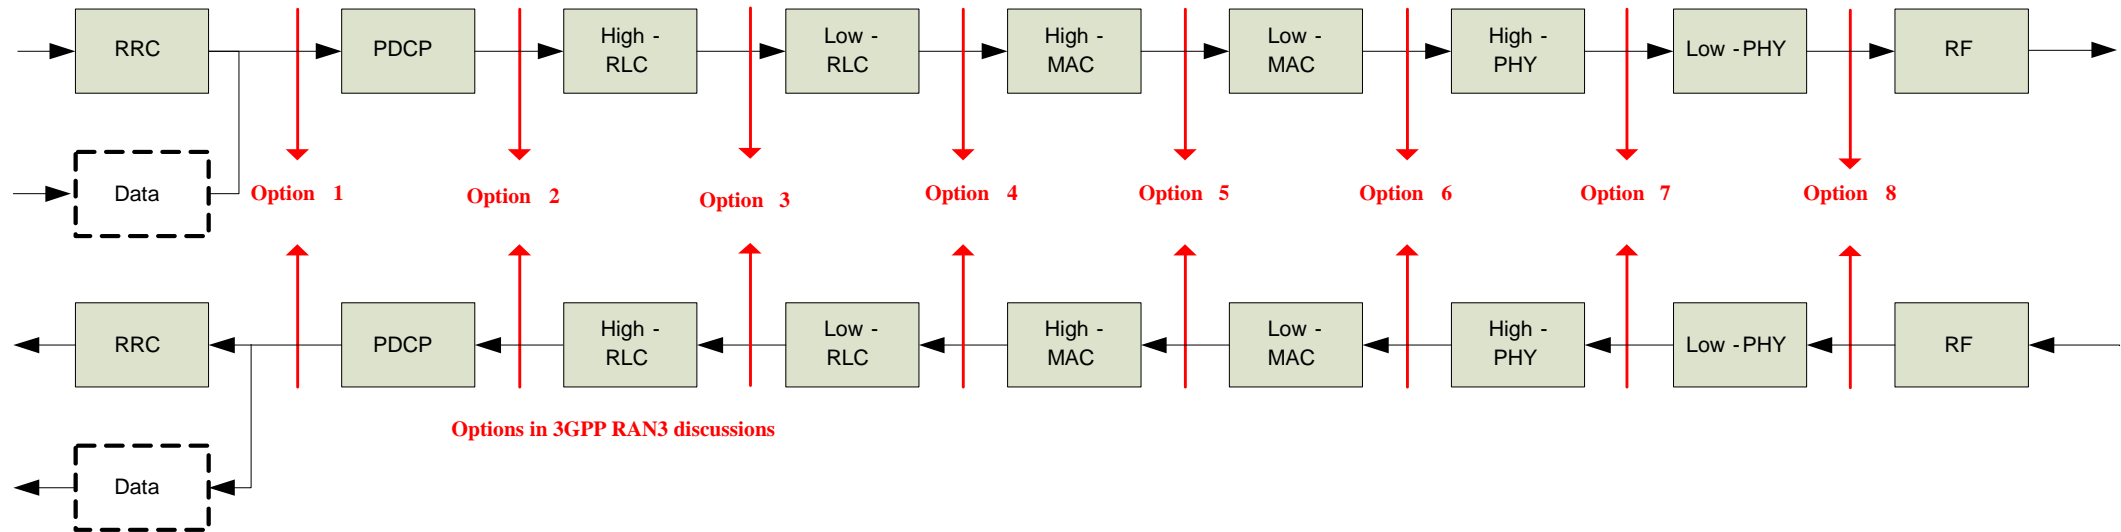 RRC
PDCP
High -
RLC
Low -
RLC
High -
MAC
Low -
MAC
High -
PHY
Low - PHY
RF
Data
Option 1
Option 2
Option 3
Option 4
Option 5
Option 6
Option 7
Option 8
RRC
PDCP
High -
RLC
Low -
RLC
High -
MAC
Low -
MAC
High -
PHY
Low - PHY
RF
Options in 3GPP RAN3 discussions
Data